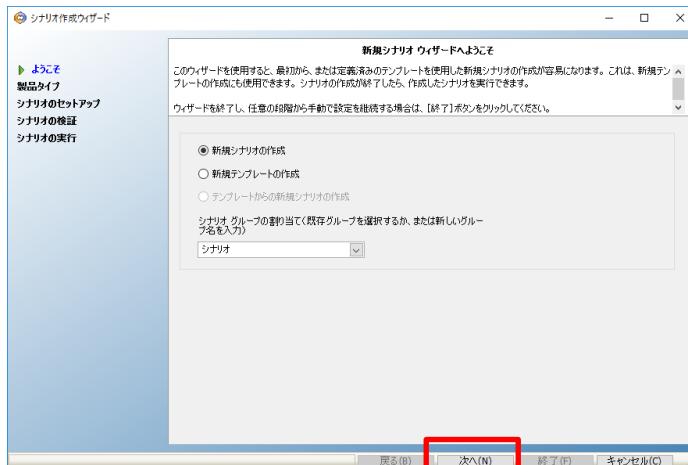 シナリオ作成ウィザード
ようこそ
製品タイプ
シナリオのセットアップ
シナリオの検証
シナリオの実行
新規シナリオ ウィザードへようこそ
このウィザードを使用すると、最初から、または定義済みのテンプレートを使用した新規シナリオの作成が容易になります。これは、新規テン
プレートの作成にも使用できます。シナリオの作成が終了したら、作成したシナリオを実行できます。
ウィザードを終了し、任意の段階から手動で設定を継続する場合は、[終了]ボタンをクリックしてください。
新規シナリオの作成
新規テンプレートの作成
テンプレートからの新規シナリオの作成
シナリオ グループの割り当て(既存グループを選択するか、または新しいグルー
プ名を入力)
シナリオ
戻る(B) 次へ(N) 終了(F) キャンセル(C)